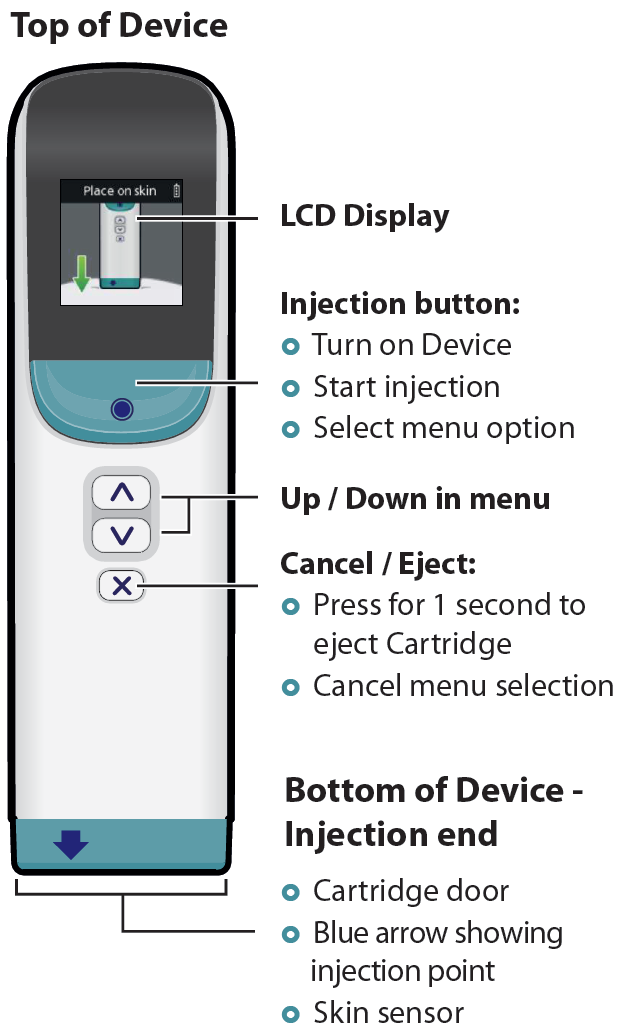 Top of Device
Place on skin
LCD Display
Injection button:
Turn on Device
Start injection
Select menu option
Up / Down in menu
Cancel / Eject:
Press for 1 second to
eject Cartridge
Cancel menu selection
Bottom of Device -
Injection end
Cartridge door
Blue arrow showing
injection point
Skin sensor